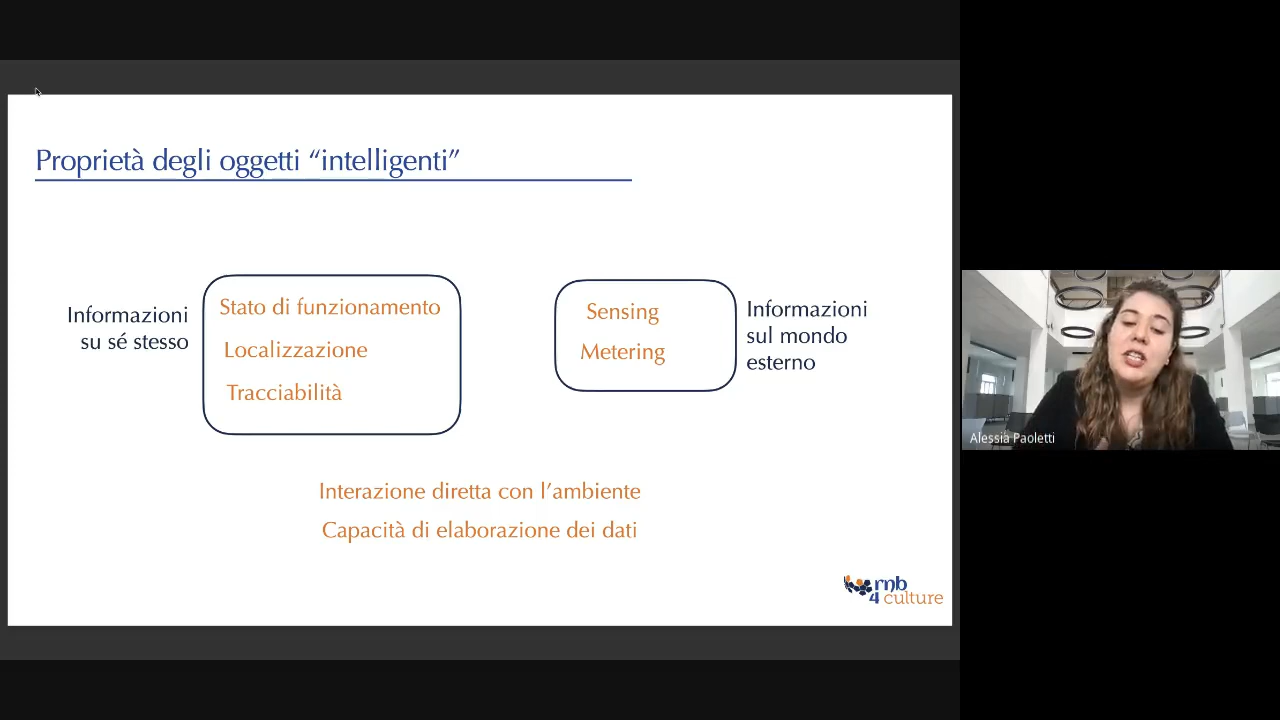 Proprietà degli oggetti “intelligenti”
Informazioni
su sé stesso
Stato di funzionamento
Localizzazione
Tracciabilità
Sensing
Metering
Informazioni
sul mondo
esterno
Interazione diretta con l’ambiente
Capacità di elaborazione dei dati
rnb
4 culture
Alessia Paoletti